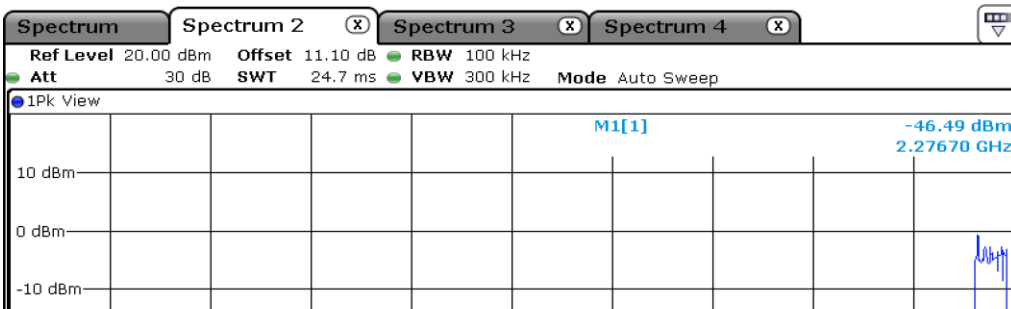 Spectrum Spectrum 2 X Spectrum 3 X Spectrum 4 X
Ref Level 20.00 dBm Offset 11.10 dB RBW 100 kHz
Att 30 dB SWT 24.7 ms VBW 300 kHz Mode Auto Sweep
1Pk View
M1[1] -46.49 dBm
2.27670 GHz
10 dBm
0 dBm
-10 dBm